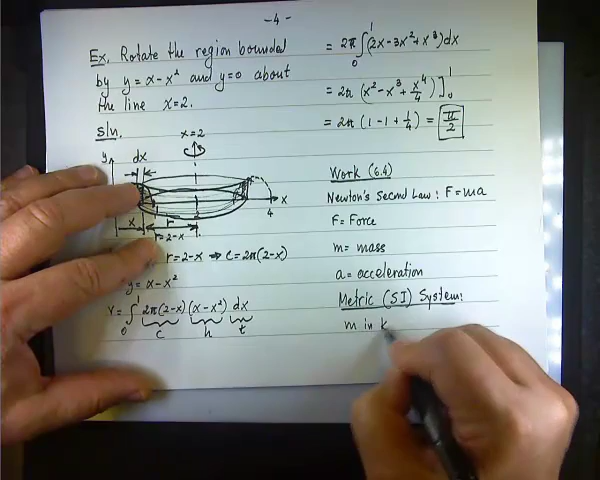 -4-
Ex. Rotate the region bounded
by y = x - x² and y=0 about
the line x=2.
sln.
x=2
y
dx
x
2
4
x
r
r=2-x
r=2-x ⇒ c=2π(2-x)
y=x-x²
V= ∫₀¹ 2π(2-x) (x-x²) dx
c h t
= 2π ∫₀¹ (2x-3x²+x³)dx
= 2π (x²-x³+x⁴/4)]₀¹
= 2π (1-1+1/4) = π/2
Work (6.4)
Newton's Second Law: F=ma
F= Force
m= mass
a= acceleration
Metric (SI) System:
m in k